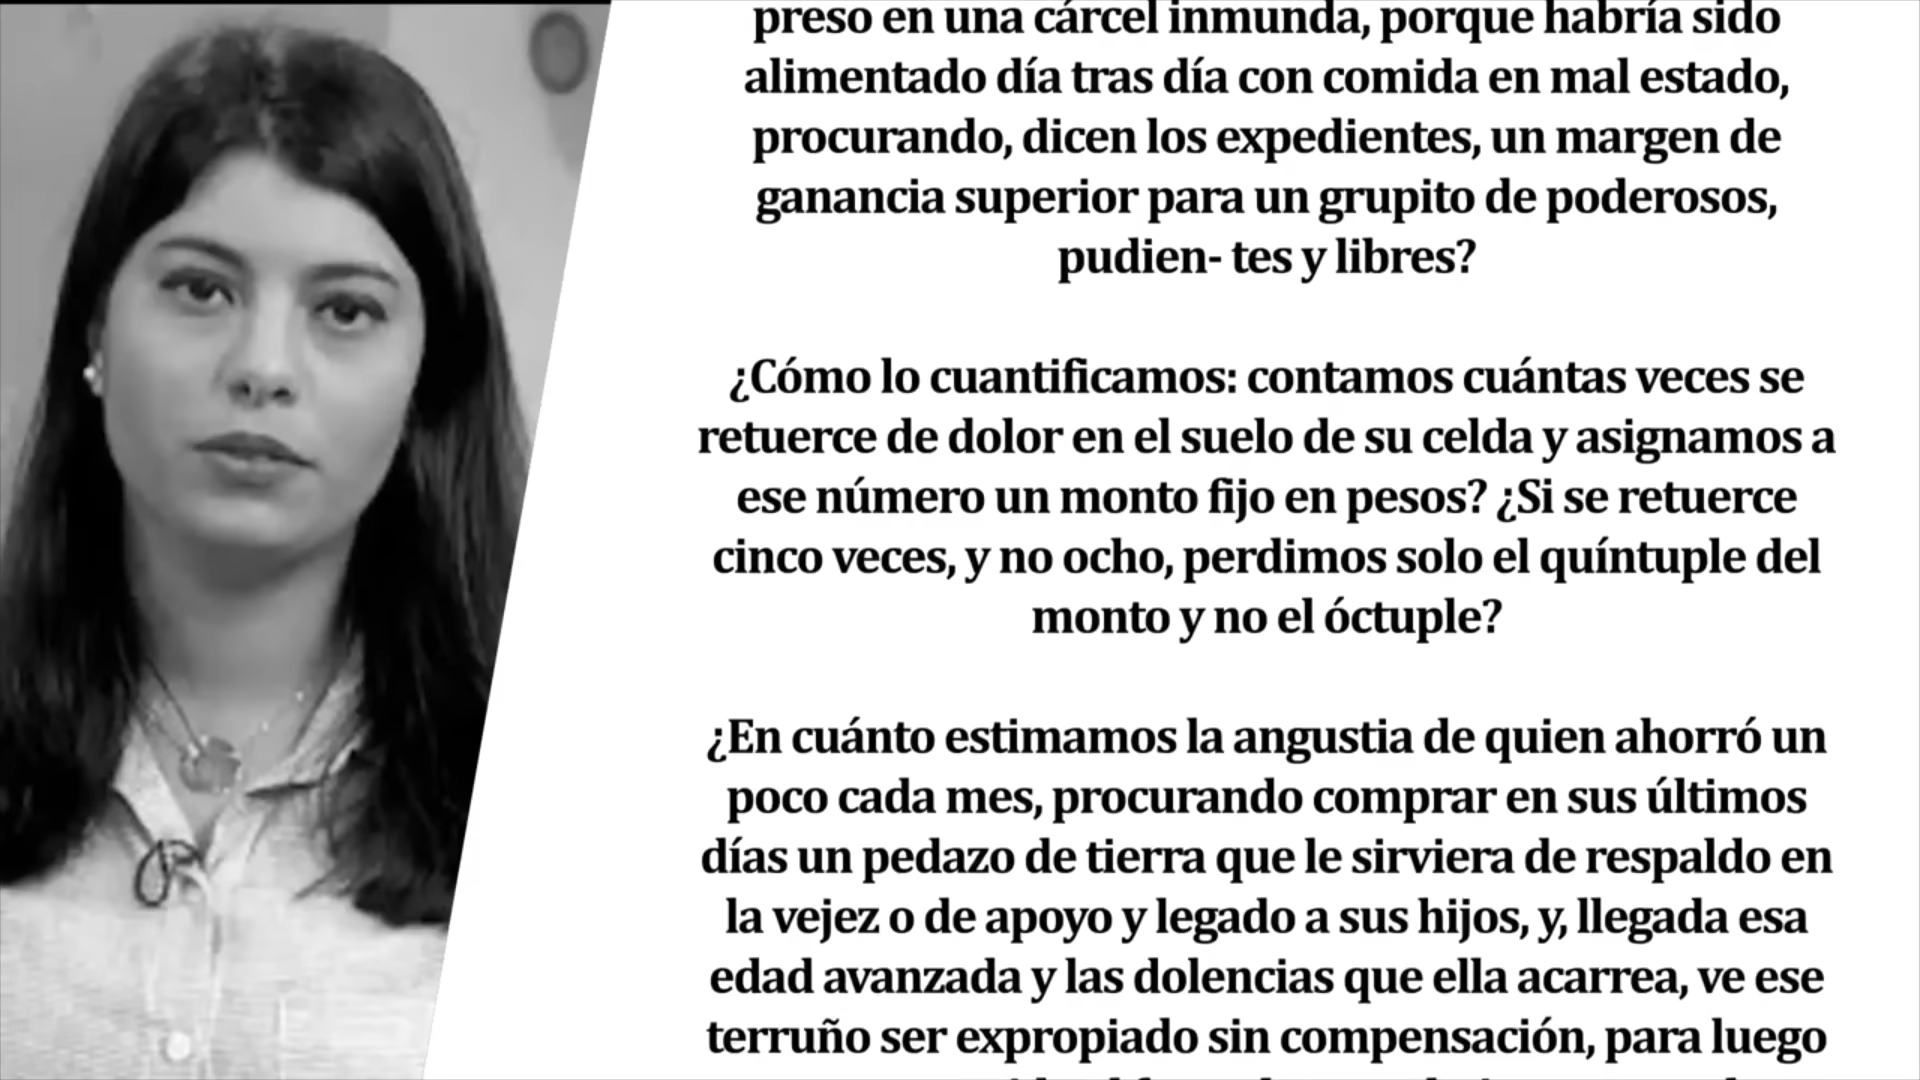 preso en una cárcel inmunda, porque habría sido
alimentado día tras día con comida en mal estado,
procurando, dicen los expedientes, un margen de
ganancia superior para un grupito de poderosos,
pudien- tes y libres?
¿Cómo lo cuantificamos: contamos cuántas veces se
retuerce de dolor en el suelo de su celda y asignamos a
ese número un monto fijo en pesos? ¿Si se retuerce
cinco veces, y no ocho, perdimos solo el quíntuple del
monto y no el óctuple?
¿En cuánto estimamos la angustia de quien ahorró un
poco cada mes, procurando comprar en sus últimos
días un pedazo de tierra que le sirviera de respaldo en
la vejez o de apoyo y legado a sus hijos, y, llegada esa
edad avanzada y las dolencias que ella acarrea, ve ese
terruño ser expropiado sin compensación, para luego